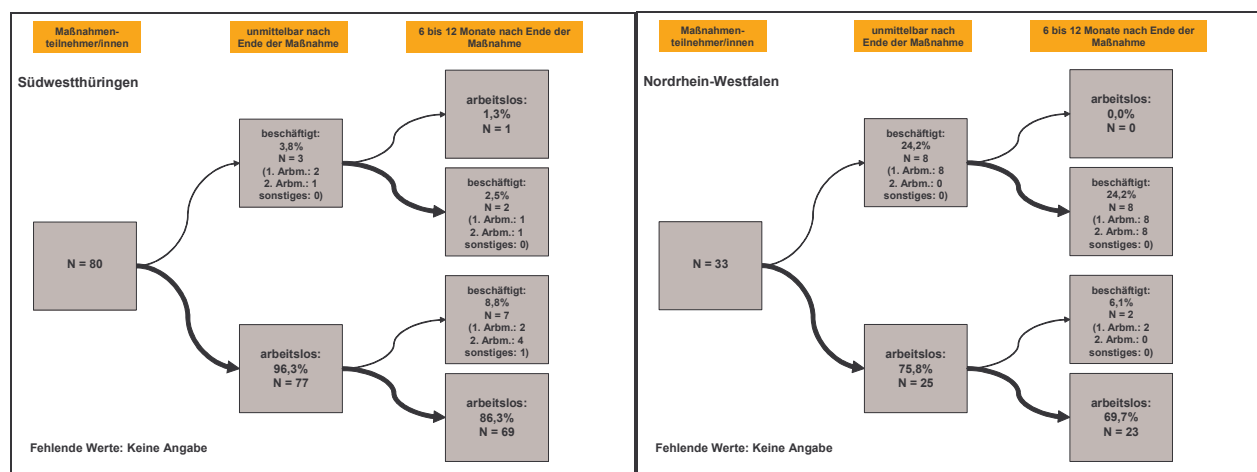 Maßnahmen-
teilnehmer/innen
unmittelbar nach
Ende der Maßnahme
6 bis 12 Monate nach Ende der
Maßnahme
Südwestthüringen
arbeitslos:
1,3%
N = 1
beschäftigt:
3,8%
N = 3
(1. Arbm.: 2
2. Arbm.: 1
sonstiges: 0)
beschäftigt:
2,5%
N = 2
(1. Arbm.: 1
2. Arbm.: 1
sonstiges: 0)
N = 80
beschäftigt:
8,8%
N = 7
(1. Arbm.: 2
2. Arbm.: 4
sonstiges: 1)
arbeitslos:
96,3%
N = 77
arbeitslos:
86,3%
N = 69
Fehlende Werte: Keine Angabe
Maßnahmen-
teilnehmer/innen
unmittelbar nach
Ende der Maßnahme
6 bis 12 Monate nach Ende der
Maßnahme
Nordrhein-Westfalen
arbeitslos:
0,0%
N = 0
beschäftigt:
24,2%
N = 8
(1. Arbm.: 8
2. Arbm.: 0
sonstiges: 0)
beschäftigt:
24,2%
N = 8
(1. Arbm.: 8
2. Arbm.: 8
sonstiges: 0)
N = 33
beschäftigt:
6,1%
N = 2
(1. Arbm.: 2
2. Arbm.: 0
sonstiges: 0)
arbeitslos:
75,8%
N = 25
arbeitslos:
69,7%
N = 23
Fehlende Werte: Keine Angabe